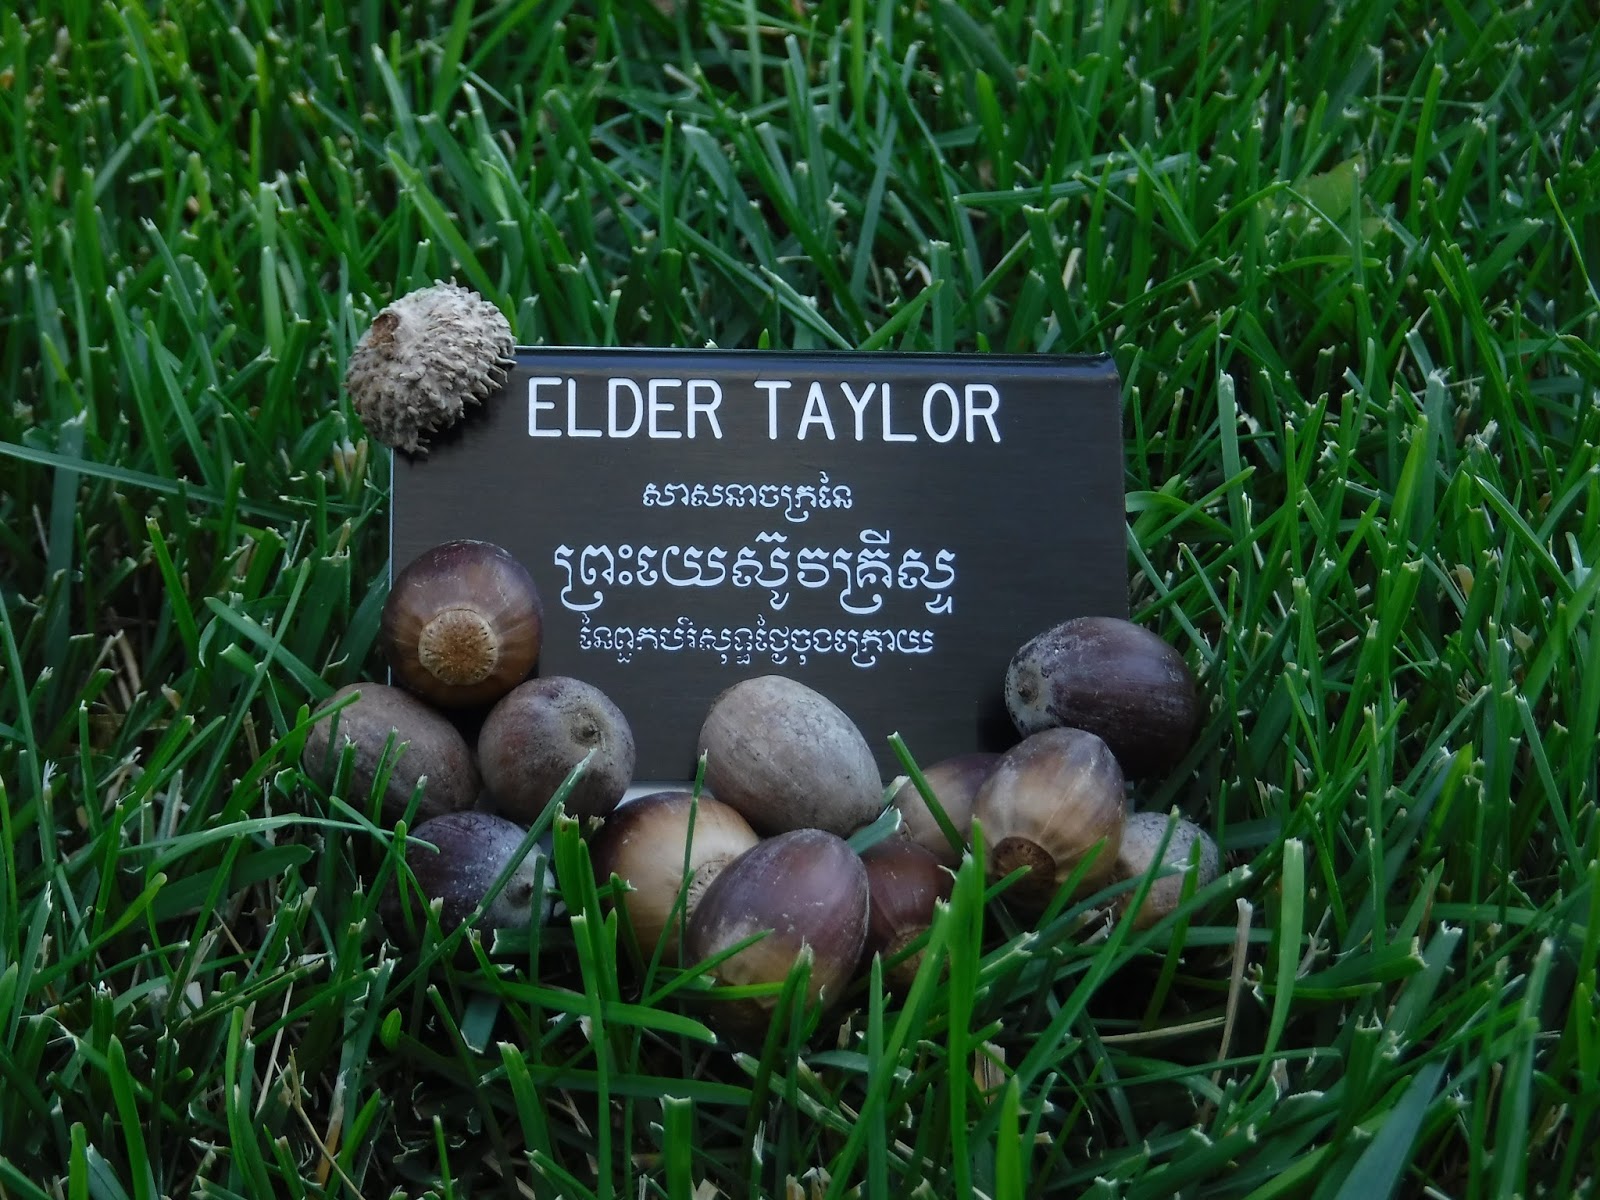 ELDER TAYLOR
សាសនាចក្រនៃ
ព្រះយេស៊ូវគ្រីស្ទ
នៃពួកបរិសុទ្ធថ្ងៃចុងក្រោយ